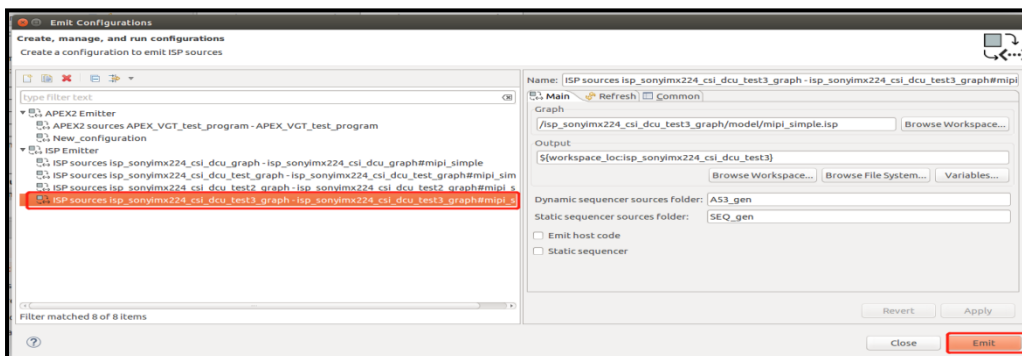 Emit Configurations
Create, manage, and run configurations
Create a configuration to emit ISP sources
type filter text
APEX2 Emitter
APEX2 sources APEX_VGT_test_program - APEX_VGT_test_program
New_configuration
ISP Emitter
ISP sources isp_sonyimx224_csi_dcu_graph - isp_sonyimx224_csi_dcu_graph#mipi_simple
ISP sources isp_sonyimx224_csi_dcu_test_graph - isp_sonyimx224_csi_dcu_test_graph#mipi_sim
ISP sources isp_sonyimx224_csi_dcu_test2_graph - isp_sonyimx224_csi_dcu_test2_graph#mipi_s
ISP sources isp_sonyimx224_csi_dcu_test3_graph - isp_sonyimx224_csi_dcu_test3_graph#mipi_s
Filter matched 8 of 8 items
Name: ISP sources isp_sonyimx224_csi_dcu_test3_graph - isp_sonyimx224_csi_dcu_test3_graph#mipi
Main Refresh Common
Graph
/isp_sonyimx224_csi_dcu_test3_graph/model/mipi_simple.isp Browse Workspace...
Output
${workspace_loc:isp_sonyimx224_csi_dcu_test3}
Browse Workspace... Browse File System... Variables...
Dynamic sequencer sources folder: A53_gen
Static sequencer sources folder: SEQ_gen
Emit host code
Static sequencer
Revert Apply
Close Emit